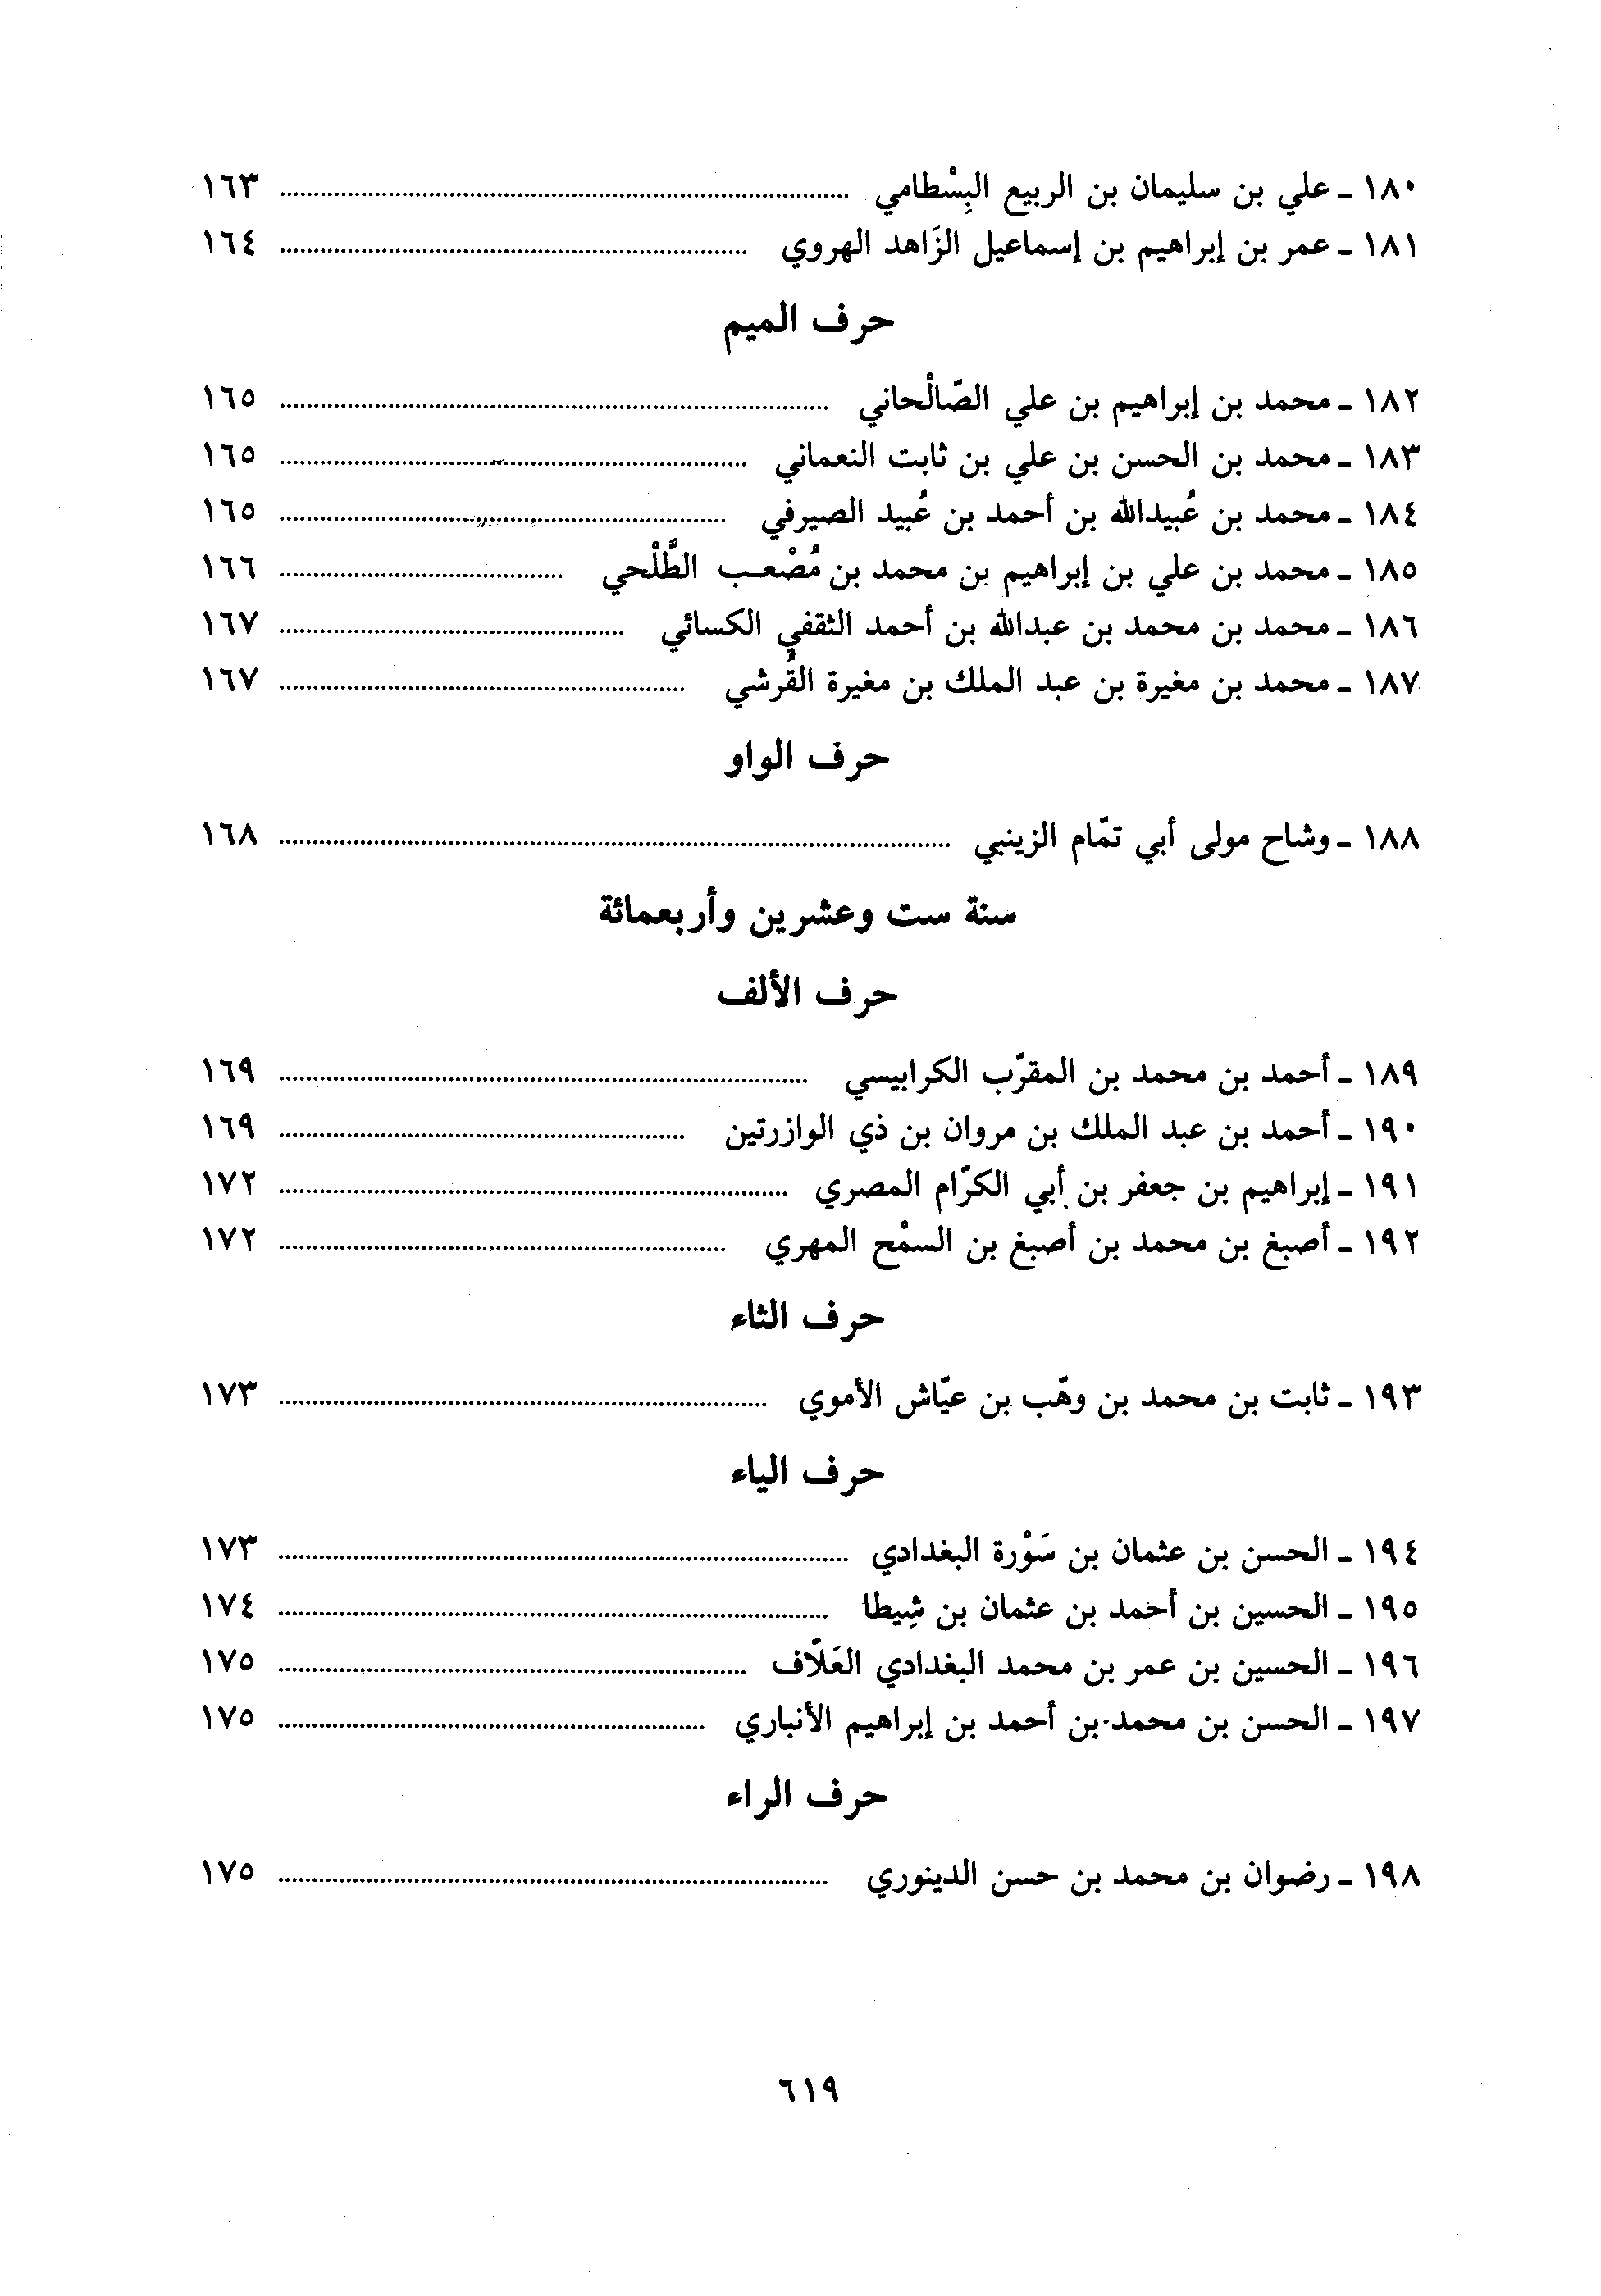 ١٨٠ ـ علي بن سليمان بن الربيع البِسْطامي ........ ١٦٣
١٨١ ـ عمر بن إبراهيم بن إسماعيل الزَاهد الهروي ........ ١٦٤
حرف الميم
١٨٢ ـ محمد بن إبراهيم بن علي الصّالْحاني ........ ١٦٥
١٨٣ ـ محمد بن الحسن بن علي بن ثابت النعماني ........ ١٦٥
١٨٤ ـ محمد بن عُبيدالله بن أحمد بن عُبيد الصيرفي ........ ١٦٥
١٨٥ ـ محمد بن علي بن إبراهيم بن محمد بن مُصْعب الطَّلْحي ........ ١٦٦
١٨٦ ـ محمد بن محمد بن عبدالله بن أحمد الثقفي الكسائي ........ ١٦٧
١٨٧ ـ محمد بن مغيرة بن عبد الملك بن مغيرة القُرشي ........ ١٦٧
حرف الواو
١٨٨ ـ وشاح مولى أبي تمّام الزينبي ........ ١٦٨
سنة ست وعشرين وأربعمائة
حرف الألف
١٨٩ ـ أحمد بن محمد بن المقرّب الكرابيسي ........ ١٦٩
١٩٠ ـ أحمد بن عبد الملك بن مروان بن ذي الوازرتين ........ ١٦٩
١٩١ ـ إبراهيم بن جعفر بن أبي الكرّام المصري ........ ١٧٢
١٩٢ ـ أصبغ بن محمد بن أصبغ بن السمْح المهري ........ ١٧٢
حرف الثاء
١٩٣ ـ ثابت بن محمد بن وهّب بن عيّاش الأموي ........ ١٧٣
حرف الياء
١٩٤ ـ الحسن بن عثمان بن سَوْرة البغدادي ........ ١٧٣
١٩٥ ـ الحسين بن أحمد بن عثمان بن شِيطا ........ ١٧٤
١٩٦ ـ الحسين بن عمر بن محمد البغدادي العَلّاف ........ ١٧٥
١٩٧ ـ الحسن بن محمد بن أحمد بن إبراهيم الأنباري ........ ١٧٥
حرف الراء
١٩٨ ـ رضوان بن محمد بن حسن الدينوري ........ ١٧٥
٦١٩